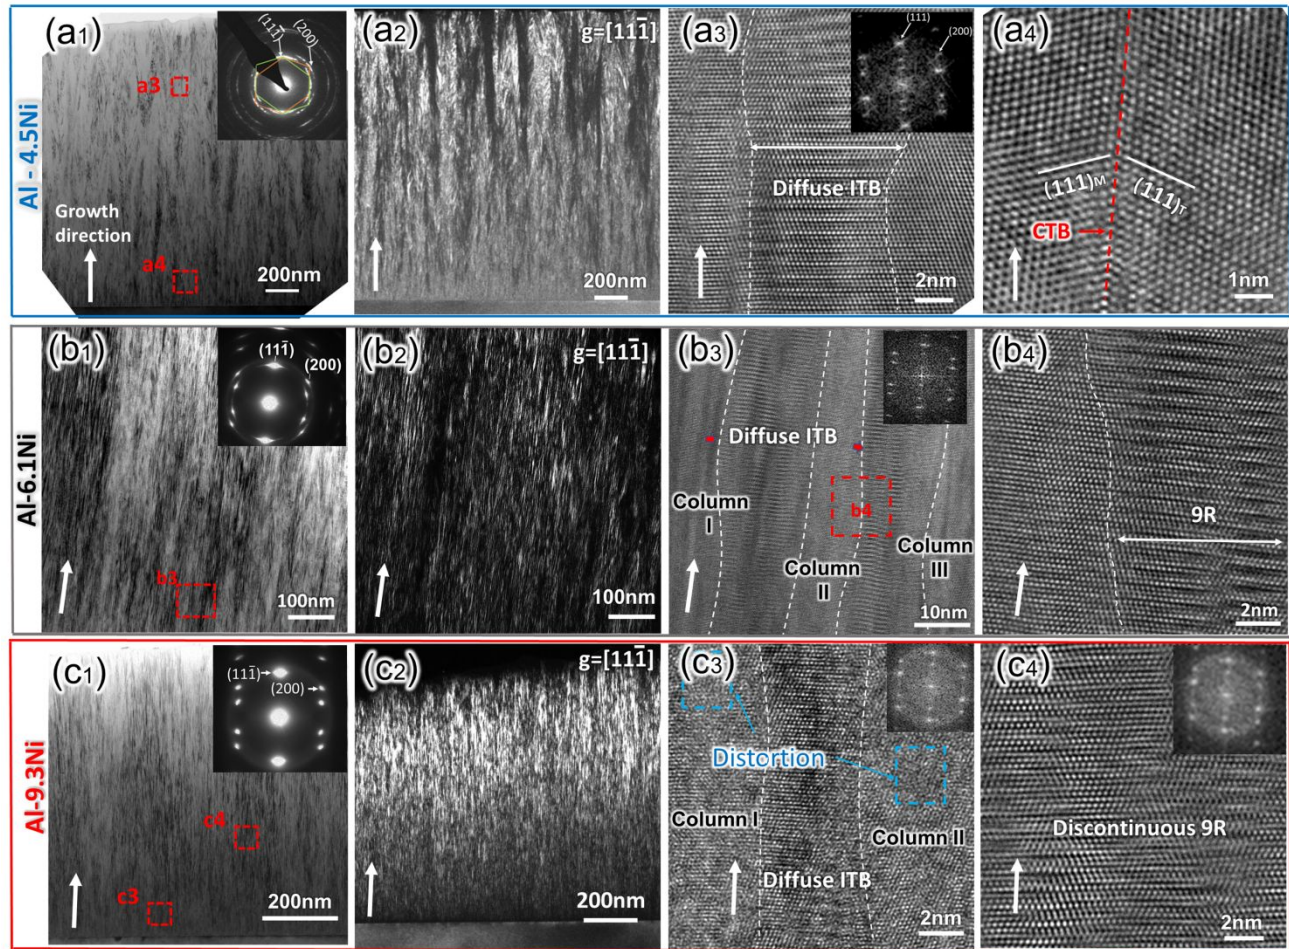 Al - 4.5Ni
(a1)
(111̄)
(200)
a3
Growth
direction
a4
200nm
(a2)
g=[111̄]
200nm
(a3)
(111)
(200)
Diffuse ITB
2nm
(a4)
(111)M
(111)T
CTB
1nm
Al-6.1Ni
(b1)
(111̄)
(200)
b3
100nm
(b2)
g=[111̄]
100nm
(b3)
Diffuse ITB
Column
I
b4
Column
II
Column
III
10nm
(b4)
9R
2nm
Al-9.3Ni
(c1)
(111̄)
(200)
c4
c3
200nm
(c2)
g=[111̄]
200nm
(c3)
Distortion
Column I
Column II
Diffuse ITB
2nm
(c4)
Discontinuous 9R
2nm